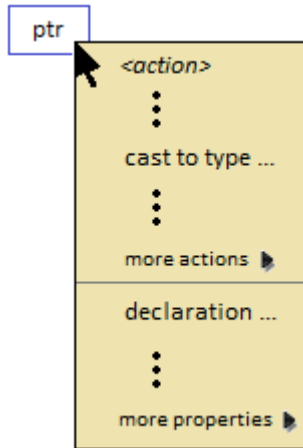 ptr
<action>
cast to type ...
more actions
declaration ...
more properties